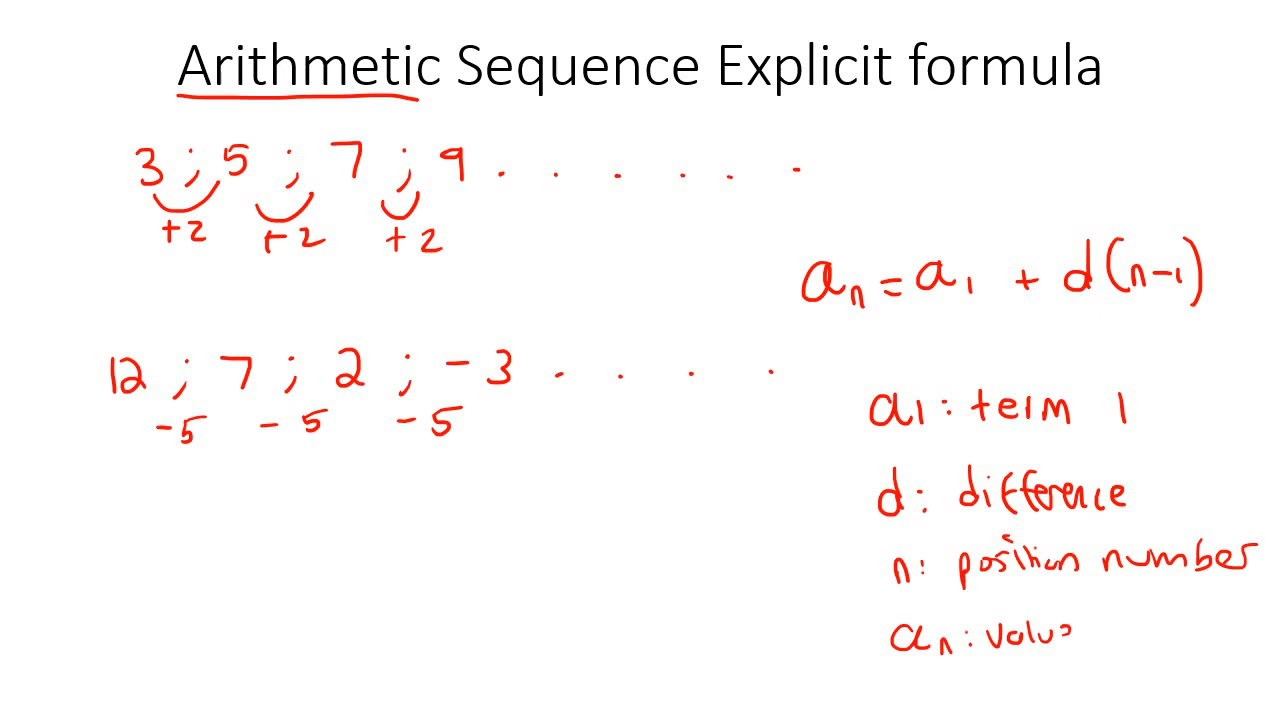 Arithmetic Sequence Explicit formula
3 ; 5 ; 7 ; 9 . . . . . .
+2 +2 +2
aₙ = a₁ + d(n-1)
12 ; 7 ; 2 ; -3 . . . .
-5 -5 -5
a1 : term 1
d : difference
n : position number
aₙ : value